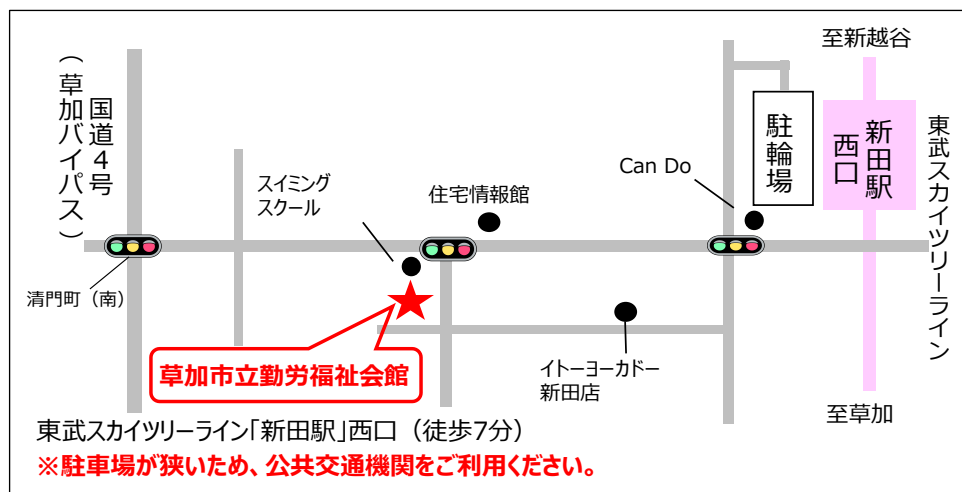 至新越谷
東武スカイツリーライン
新田駅
西口
駐輪場
Can Do
住宅情報館
スイミング
スクール
国道4号
（草加バイパス）
清門町（南）
草加市立勤労福祉会館
イトーヨーカドー
新田店
至草加
東武スカイツリーライン「新田駅」西口（徒歩7分）
※駐車場が狭いため、公共交通機関をご利用ください。